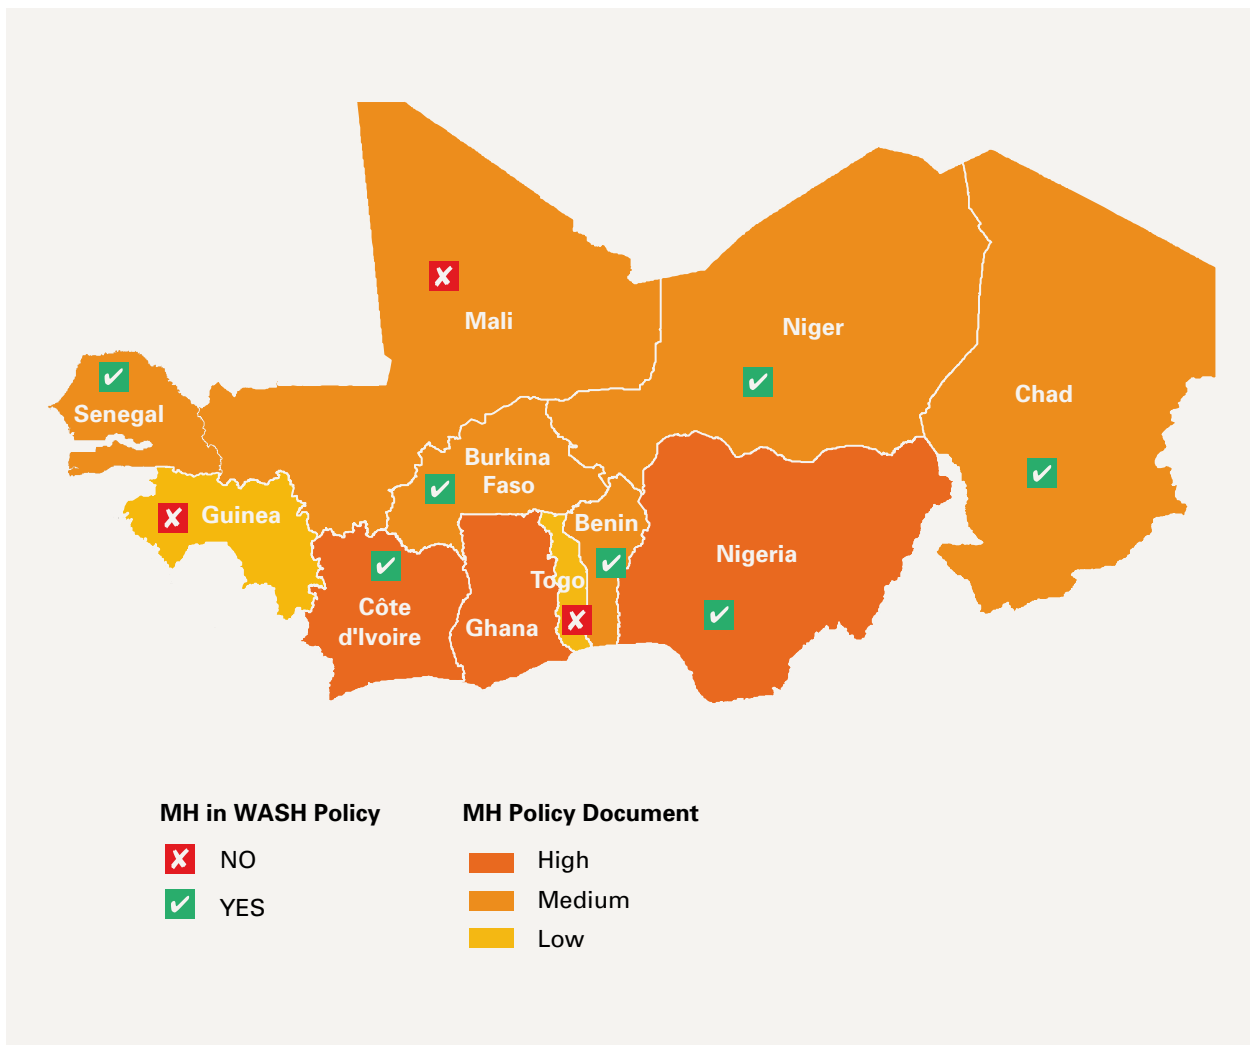 Mali
Niger
Chad
Senegal
Burkina
Faso
Guinea
Benin
Nigeria
Togo
Côte
d'Ivoire
Ghana
MH in WASH Policy
NO
YES
MH Policy Document
High
Medium
Low